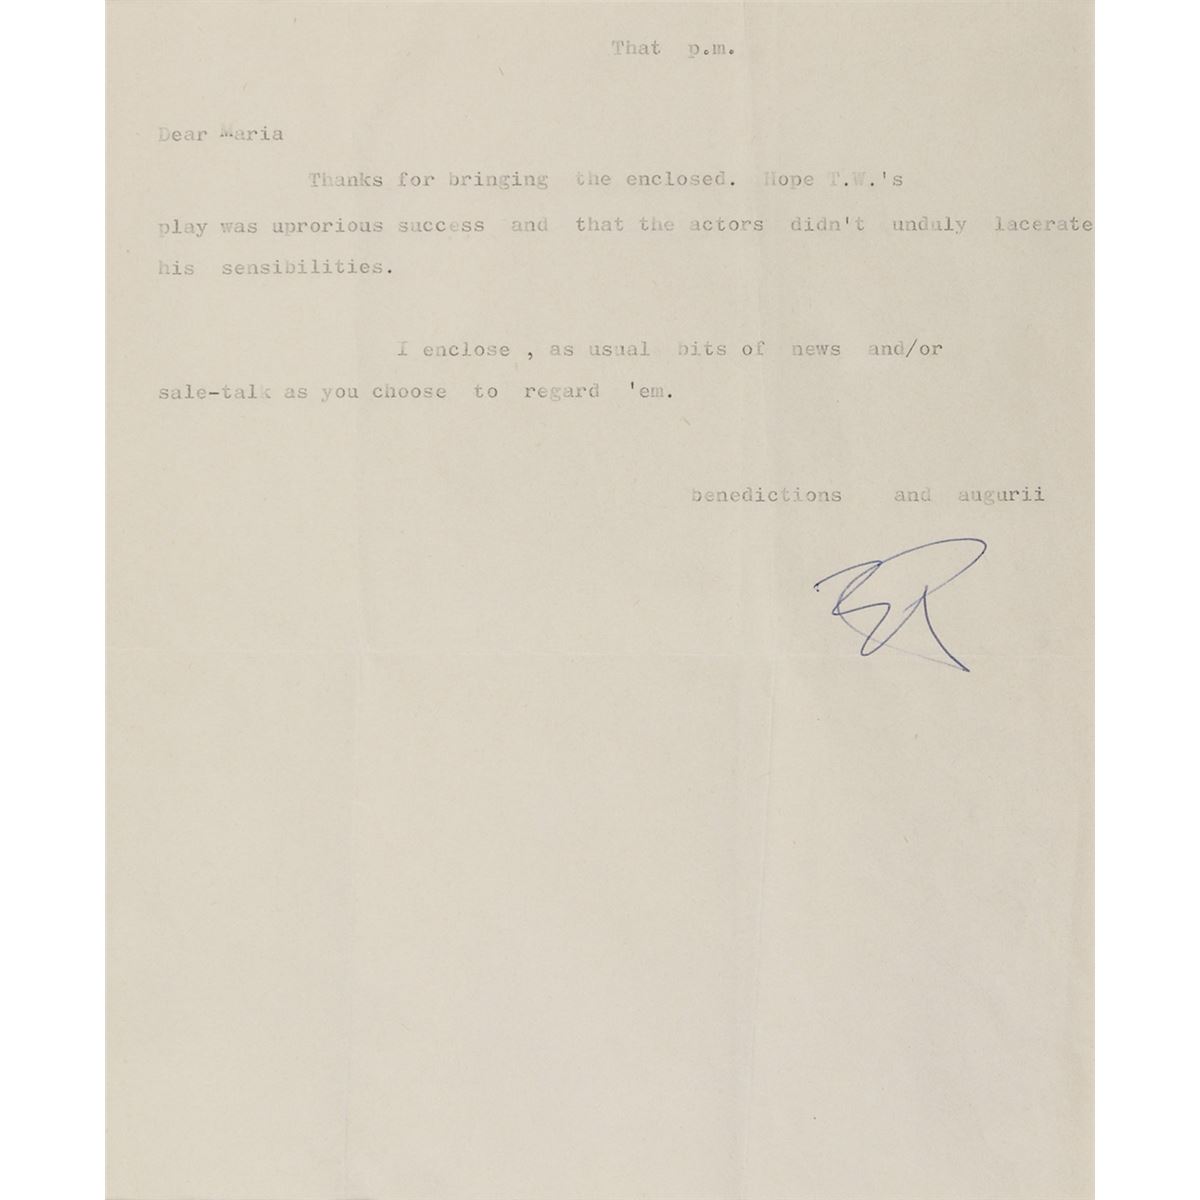 That p.m.
Dear Maria
Thanks for bringing the enclosed. Hope T.W.'s
play was uprorious success and that the actors didn't unduly lacerate
his sensibilities.
I enclose , as usual bits of news and/or
sale-talk as you choose to regard 'em.
benedictions and augurii